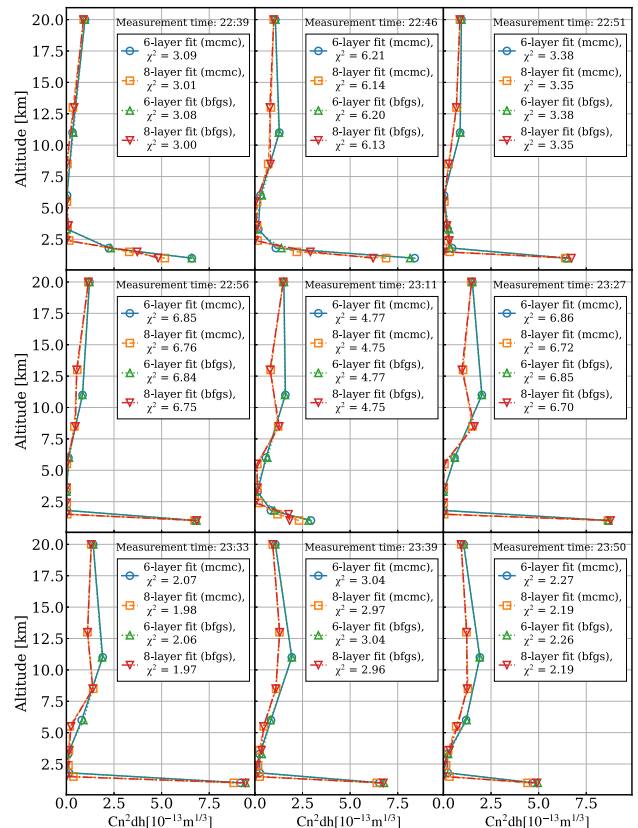 Measurement time: 22:39
6-layer fit (mcmc),
χ² = 3.09
8-layer fit (mcmc),
χ² = 3.01
6-layer fit (bfgs),
χ² = 3.08
8-layer fit (bfgs),
χ² = 3.00
Measurement time: 22:46
6-layer fit (mcmc),
χ² = 6.21
8-layer fit (mcmc),
χ² = 6.14
6-layer fit (bfgs),
χ² = 6.20
8-layer fit (bfgs),
χ² = 6.13
Measurement time: 22:51
6-layer fit (mcmc),
χ² = 3.38
8-layer fit (mcmc),
χ² = 3.35
6-layer fit (bfgs),
χ² = 3.38
8-layer fit (bfgs),
χ² = 3.35
Altitude [km]
20.0
17.5
15.0
12.5
10.0
7.5
5.0
2.5
Measurement time: 22:56
6-layer fit (mcmc),
χ² = 6.85
8-layer fit (mcmc),
χ² = 6.76
6-layer fit (bfgs),
χ² = 6.84
8-layer fit (bfgs),
χ² = 6.75
Measurement time: 23:11
6-layer fit (mcmc),
χ² = 4.77
8-layer fit (mcmc),
χ² = 4.75
6-layer fit (bfgs),
χ² = 4.77
8-layer fit (bfgs),
χ² = 4.75
Measurement time: 23:27
6-layer fit (mcmc),
χ² = 6.86
8-layer fit (mcmc),
χ² = 6.72
6-layer fit (bfgs),
χ² = 6.85
8-layer fit (bfgs),
χ² = 6.70
Altitude [km]
20.0
17.5
15.0
12.5
10.0
7.5
5.0
2.5
Measurement time: 23:33
6-layer fit (mcmc),
χ² = 2.07
8-layer fit (mcmc),
χ² = 1.98
6-layer fit (bfgs),
χ² = 2.06
8-layer fit (bfgs),
χ² = 1.97
Measurement time: 23:39
6-layer fit (mcmc),
χ² = 3.04
8-layer fit (mcmc),
χ² = 2.97
6-layer fit (bfgs),
χ² = 3.04
8-layer fit (bfgs),
χ² = 2.96
Measurement time: 23:50
6-layer fit (mcmc),
χ² = 2.27
8-layer fit (mcmc),
χ² = 2.19
6-layer fit (bfgs),
χ² = 2.26
8-layer fit (bfgs),
χ² = 2.19
Altitude [km]
20.0
17.5
15.0
12.5
10.0
7.5
5.0
2.5
0.0 2.5 5.0 7.5 0.0 2.5 5.0 7.5 0.0 2.5 5.0 7.5
Cn²dh[10⁻¹³m¹ᐟ³] Cn²dh[10⁻¹³m¹ᐟ³] Cn²dh[10⁻¹³m¹ᐟ³]